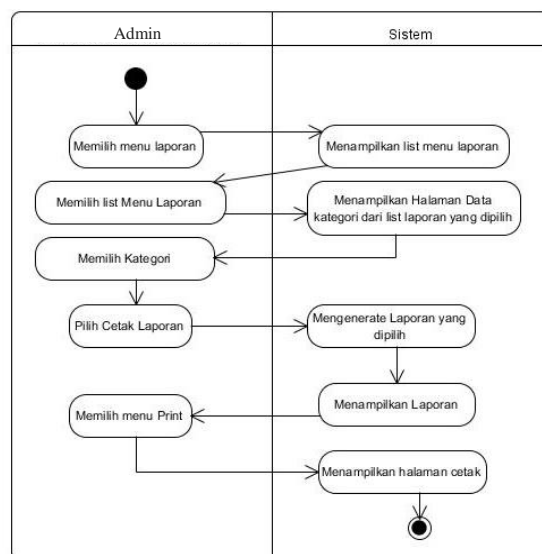 Admin
Sistem
Memilih menu laporan
Menampilkan list menu laporan
Memilih list Menu Laporan
Menampilkan Halaman Data
kategori dari list laporan yang dipilih
Memilih Kategori
Pilih Cetak Laporan
Mengenerate Laporan yang
dipilih
Menampilkan Laporan
Memilih menu Print
Menampilkan halaman cetak